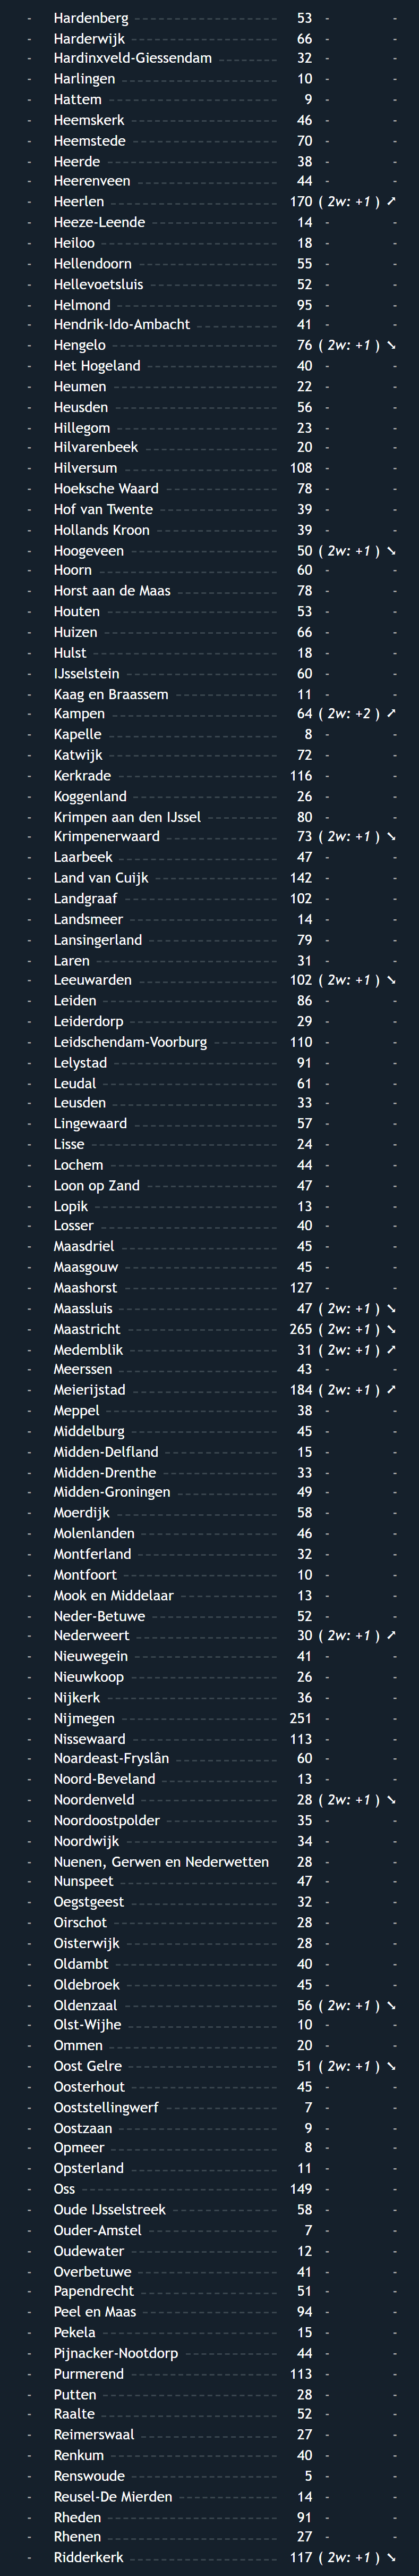 - Hardenberg 53 - -
- Harderwijk 66 - -
- Hardinxveld-Giessendam 32 - -
- Harlingen 10 - -
- Hattem 9 - -
- Heemskerk 46 - -
- Heemstede 70 - -
- Heerde 38 - -
- Heerenveen 44 - -
- Heerlen 170 ( 2w: +1 ) ➚
- Heeze-Leende 14 - -
- Heiloo 18 - -
- Hellendoorn 55 - -
- Hellevoetsluis 52 - -
- Helmond 95 - -
- Hendrik-Ido-Ambacht 41 - -
- Hengelo 76 ( 2w: +1 ) ➘
- Het Hogeland 40 - -
- Heumen 22 - -
- Heusden 56 - -
- Hillegom 23 - -
- Hilvarenbeek 20 - -
- Hilversum 108 - -
- Hoeksche Waard 78 - -
- Hof van Twente 39 - -
- Hollands Kroon 39 - -
- Hoogeveen 50 ( 2w: +1 ) ➘
- Hoorn 60 - -
- Horst aan de Maas 78 - -
- Houten 53 - -
- Huizen 66 - -
- Hulst 18 - -
- IJsselstein 60 - -
- Kaag en Braassem 11 - -
- Kampen 64 ( 2w: +2 ) ➚
- Kapelle 8 - -
- Katwijk 72 - -
- Kerkrade 116 - -
- Koggenland 26 - -
- Krimpen aan den IJssel 80 - -
- Krimpenerwaard 73 ( 2w: +1 ) ➘
- Laarbeek 47 - -
- Land van Cuijk 142 - -
- Landgraaf 102 - -
- Landsmeer 14 - -
- Lansingerland 79 - -
- Laren 31 - -
- Leeuwarden 102 ( 2w: +1 ) ➘
- Leiden 86 - -
- Leiderdorp 29 - -
- Leidschendam-Voorburg 110 - -
- Lelystad 91 - -
- Leudal 61 - -
- Leusden 33 - -
- Lingewaard 57 - -
- Lisse 24 - -
- Lochem 44 - -
- Loon op Zand 47 - -
- Lopik 13 - -
- Losser 40 - -
- Maasdriel 45 - -
- Maasgouw 45 - -
- Maashorst 127 - -
- Maassluis 47 ( 2w: +1 ) ➘
- Maastricht 265 ( 2w: +1 ) ➘
- Medemblik 31 ( 2w: +1 ) ➚
- Meerssen 43 - -
- Meierijstad 184 ( 2w: +1 ) ➚
- Meppel 38 - -
- Middelburg 45 - -
- Midden-Delfland 15 - -
- Midden-Drenthe 33 - -
- Midden-Groningen 49 - -
- Moerdijk 58 - -
- Molenlanden 46 - -
- Montferland 32 - -
- Montfoort 10 - -
- Mook en Middelaar 13 - -
- Neder-Betuwe 52 - -
- Nederweert 30 ( 2w: +1 ) ➚
- Nieuwegein 41 - -
- Nieuwkoop 26 - -
- Nijkerk 36 - -
- Nijmegen 251 - -
- Nissewaard 113 - -
- Noardeast-Fryslân 60 - -
- Noord-Beveland 13 - -
- Noordenveld 28 ( 2w: +1 ) ➘
- Noordoostpolder 35 - -
- Noordwijk 34 - -
- Nuenen, Gerwen en Nederwetten 28 - -
- Nunspeet 47 - -
- Oegstgeest 32 - -
- Oirschot 28 - -
- Oisterwijk 28 - -
- Oldambt 40 - -
- Oldebroek 45 - -
- Oldenzaal 56 ( 2w: +1 ) ➘
- Olst-Wijhe 10 - -
- Ommen 20 - -
- Oost Gelre 51 ( 2w: +1 ) ➘
- Oosterhout 45 - -
- Ooststellingwerf 7 - -
- Oostzaan 9 - -
- Opmeer 8 - -
- Opsterland 11 - -
- Oss 149 - -
- Oude IJsselstreek 58 - -
- Ouder-Amstel 7 - -
- Oudewater 12 - -
- Overbetuwe 41 - -
- Papendrecht 51 - -
- Peel en Maas 94 - -
- Pekela 15 - -
- Pijnacker-Nootdorp 44 - -
- Purmerend 113 - -
- Putten 28 - -
- Raalte 52 - -
- Reimerswaal 27 - -
- Renkum 40 - -
- Renswoude 5 - -
- Reusel-De Mierden 14 - -
- Rheden 91 - -
- Rhenen 27 - -
- Ridderkerk 117 ( 2w: +1 ) ➘